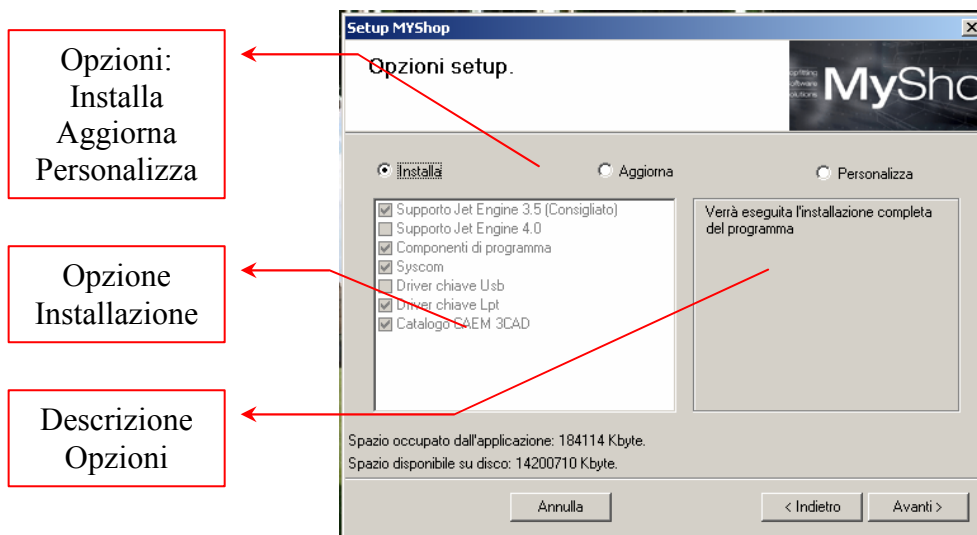 Opzioni:
Installa
Aggiorna
Personalizza
Opzione
Installazione
Descrizione
Opzioni
Setup MYShop
Opzioni setup.
software
MySho
Installa
Aggiorna
Personalizza
Supporto Jet Engine 3.5 (Consigliato)
Supporto Jet Engine 4.0
Componenti di programma
Syscom
Driver chiave Usb
Driver chiave Lpt
Catalogo CAEM 3CAD
Verrà eseguita l'installazione completa
del programma
Spazio occupato dall'applicazione: 184114 Kbyte.
Spazio disponibile su disco: 14200710 Kbyte.
Annulla
< Indietro
Avanti >